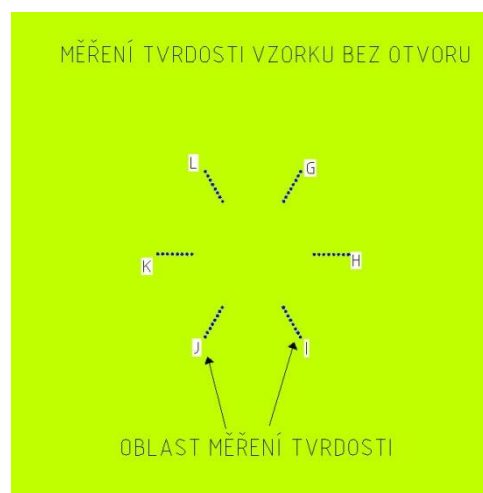 MĚŘENÍ TVRDOSTI VZORKU BEZ OTVORU
L
G
K
H
J
I
OBLAST MĚŘENÍ TVRDOSTI